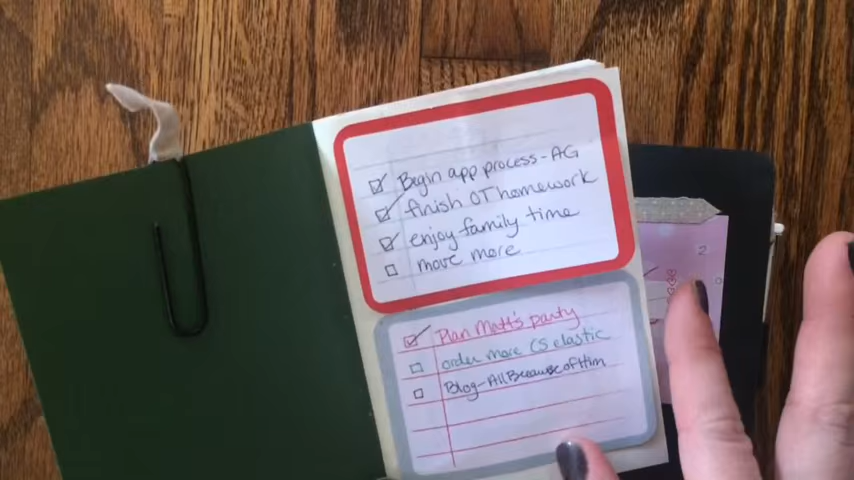 Begin app process - AG
finish OT homework
enjoy family time
move more
Plan Matt's party
order more CS elastic
Blog - All Because of Him
2